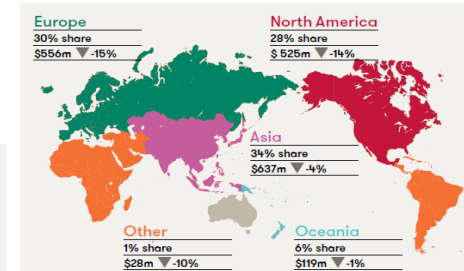 Europe
30% share
$556m ▼-15%
North America
28% share
$ 525m ▼-14%
Asia
34% share
$637m ▼-4%
Other
1% share
$28m ▼-10%
Oceania
6% share
$119m ▼-1%